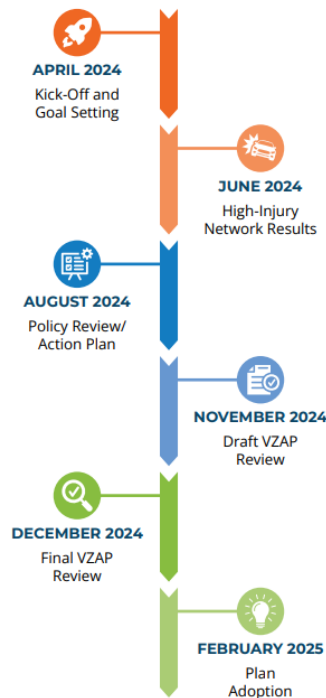 APRIL 2024
Kick-Off and
Goal Setting
JUNE 2024
High-Injury
Network Results
AUGUST 2024
Policy Review/
Action Plan
NOVEMBER 2024
Draft VZAP
Review
DECEMBER 2024
Final VZAP
Review
FEBRUARY 2025
Plan
Adoption